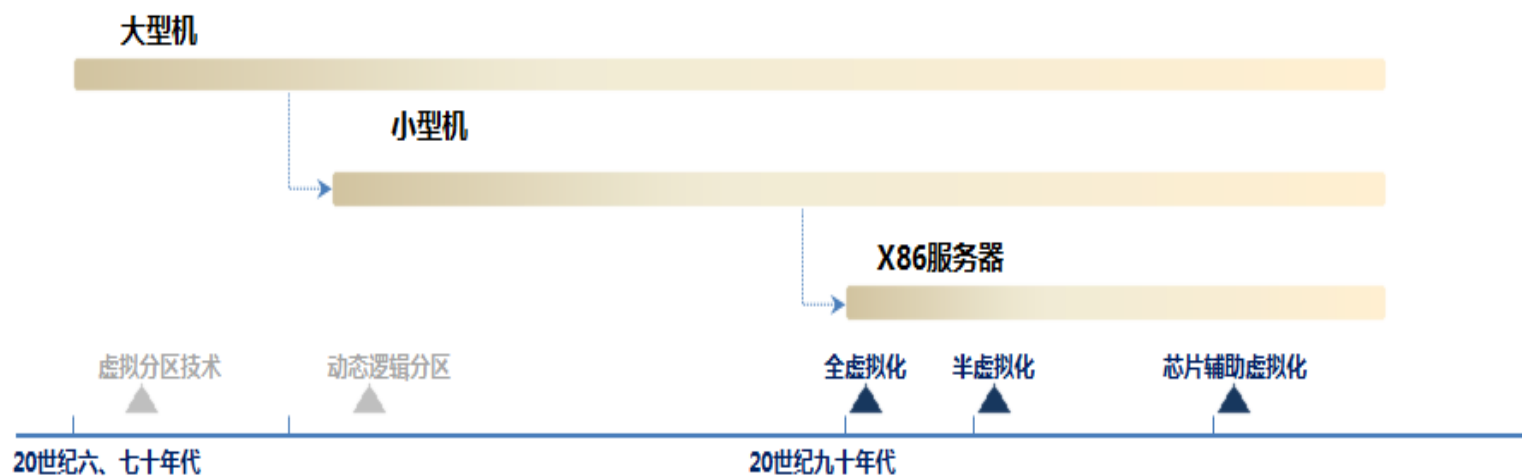 大型机
小型机
X86服务器
虚拟分区技术
动态逻辑分区
全虚拟化
半虚拟化
芯片辅助虚拟化
20世纪六、七十年代
20世纪九十年代